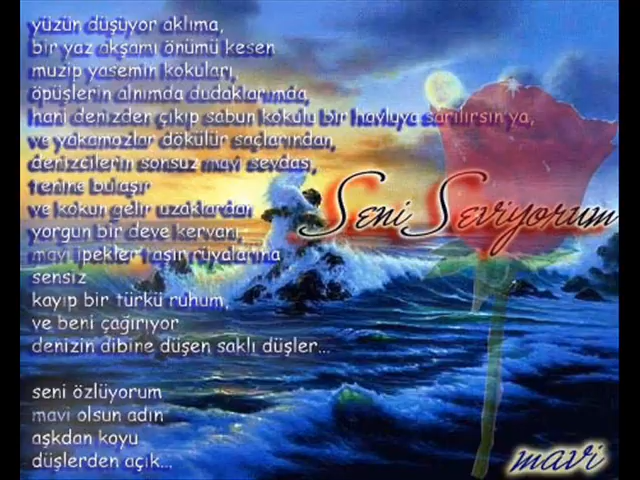 yüzün düşüyor aklıma,
bir yaz akşamı önümü kesen
muzip yasemin kokuları,
öpüşlerin alnımda dudaklarımda,
hani denizden çıkıp sabun kokulu bir havluya sarılırsın ya,
ve yakamozlar dökülür saçlarından,
denizcilerin sonsuz mavi sevdası,
tenine bulaşır
ve kokun gelir uzaklardan
yorgun bir deve kervanı,
mavi ipekler taşır rüyalarına
sensiz
kayıp bir türkü ruhum,
ve beni çağırıyor
denizin dibine düşen saklı düşler...
seni özlüyorum
mavi olsun adın
aşkdan koyu
düşlerden açık...
Seni Seviyorum
mavi